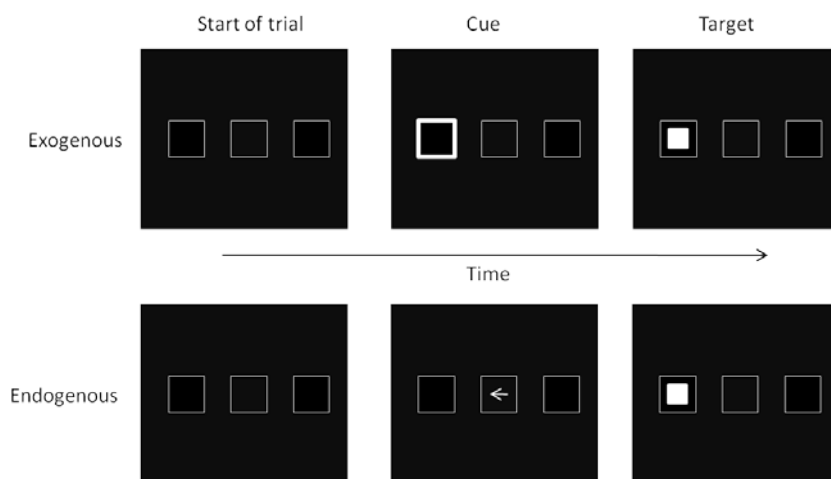 Start of trial
Cue
Target
Exogenous
Time
Endogenous